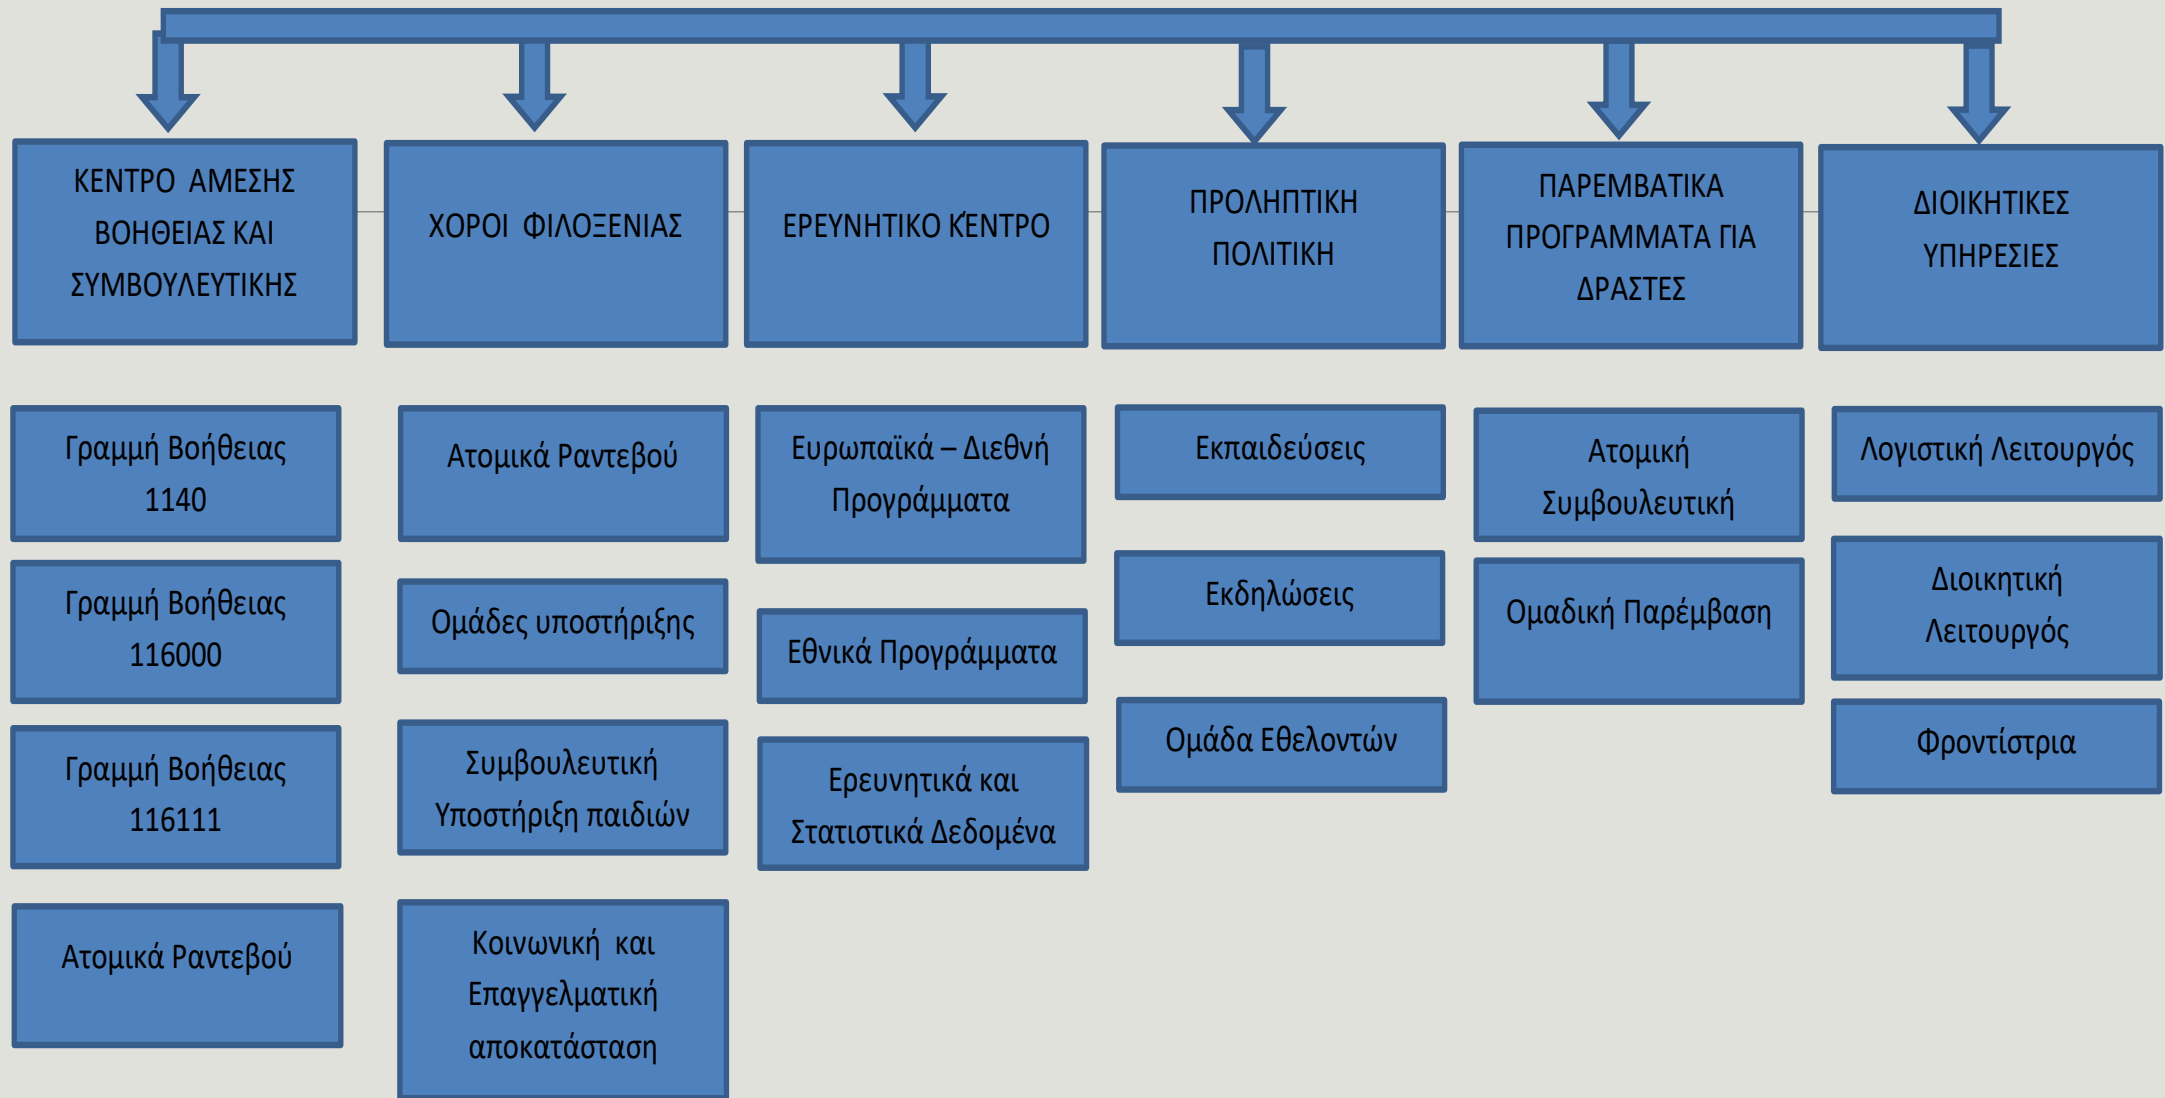 ΚΕΝΤΡΟ ΑΜΕΣΗΣ
ΒΟΗΘΕΙΑΣ ΚΑΙ
ΣΥΜΒΟΥΛΕΥΤΙΚΗΣ
ΧΟΡΟΙ ΦΙΛΟΞΕΝΙΑΣ
ΕΡΕΥΝΗΤΙΚΟ ΚΈΝΤΡΟ
ΠΡΟΛΗΠΤΙΚΗ
ΠΟΛΙΤΙΚΗ
ΠΑΡΕΜΒΑΤΙΚΑ
ΠΡΟΓΡΑΜΜΑΤΑ ΓΙΑ
ΔΡΑΣΤΕΣ
ΔΙΟΙΚΗΤΙΚΕΣ
ΥΠΗΡΕΣΙΕΣ
Γραμμή Βοήθειας
1140
Γραμμή Βοήθειας
116000
Γραμμή Βοήθειας
116111
Ατομικά Ραντεβού
Ατομικά Ραντεβού
Ομάδες υποστήριξης
Συμβουλευτική
Υποστήριξη παιδιών
Κοινωνική και
Επαγγελματική
αποκατάσταση
Ευρωπαϊκά – Διεθνή
Προγράμματα
Εθνικά Προγράμματα
Ερευνητικά και
Στατιστικά Δεδομένα
Εκπαιδεύσεις
Εκδηλώσεις
Ομάδα Εθελοντών
Ατομική
Συμβουλευτική
Ομαδική Παρέμβαση
Λογιστική Λειτουργός
Διοικητική
Λειτουργός
Φροντίστρια